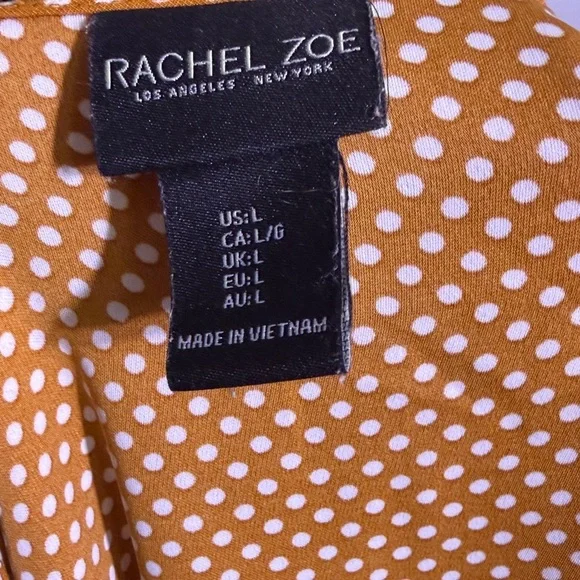 RACHEL ZOE
LOS ANGELES NEW YORK
US:L
CA:L/G
UK:L
EU:L
AU:L
MADE IN VIETNAM